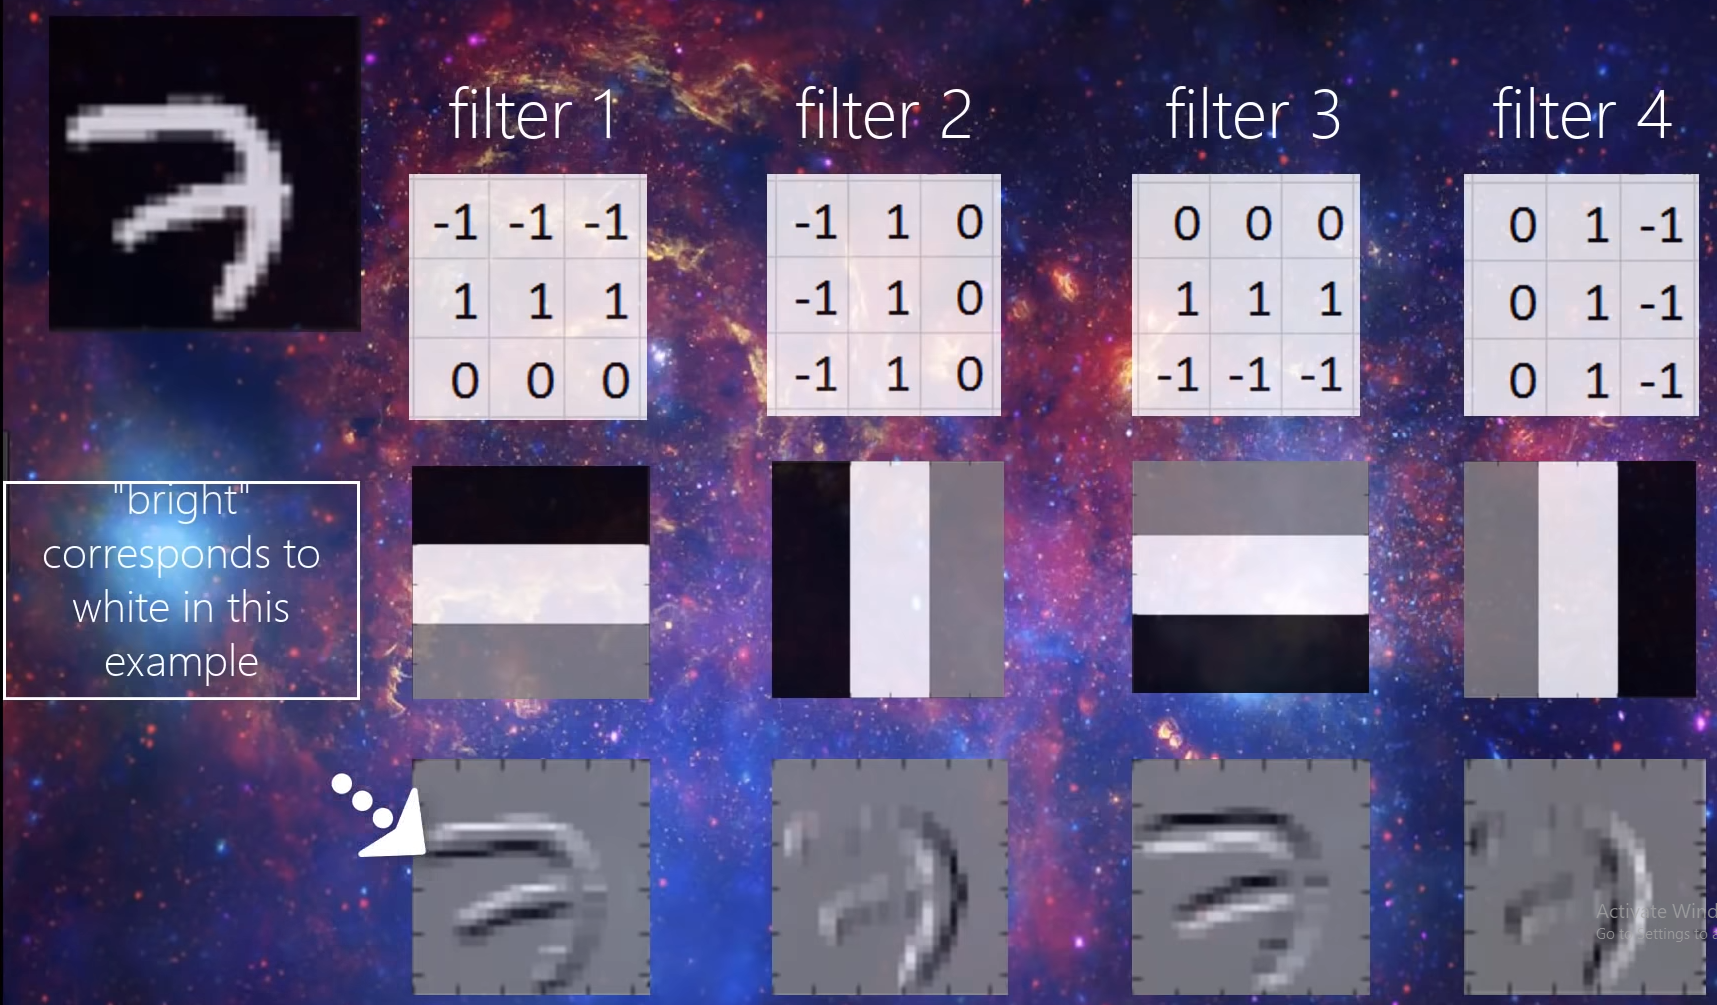 filter 1
filter 2
filter 3
filter 4
-1 -1 -1
1 1 1
0 0 0
-1 1 0
-1 1 0
-1 1 0
0 0 0
1 1 1
-1 -1 -1
0 1 -1
0 1 -1
0 1 -1
"bright"
corresponds to
white in this
example
Activate Wind
Go to Settings to a